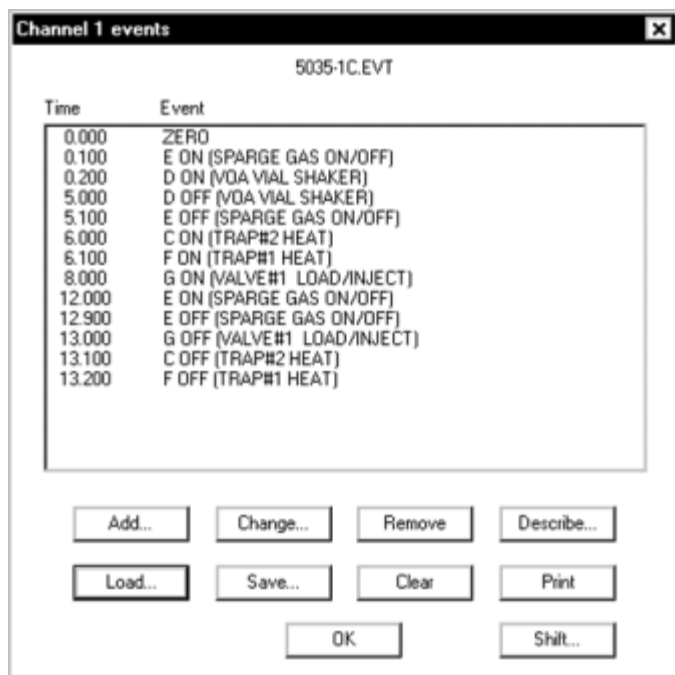 Channel 1 events
5035-1C.EVT
Time Event
0.000 ZERO
0.100 E ON (SPARGE GAS ON/OFF)
0.200 D ON (VOA VIAL SHAKER)
5.000 D OFF (VOA VIAL SHAKER)
5.100 E OFF (SPARGE GAS ON/OFF)
6.000 C ON (TRAP#2 HEAT)
6.100 F ON (TRAP#1 HEAT)
8.000 G ON (VALVE#1 LOAD/INJECT)
12.000 E ON (SPARGE GAS ON/OFF)
12.900 E OFF (SPARGE GAS ON/OFF)
13.000 G OFF (VALVE#1 LOAD/INJECT)
13.100 C OFF (TRAP#2 HEAT)
13.200 F OFF (TRAP#1 HEAT)
Add... Change... Remove Describe...
Load... Save... Clear Print
OK Shift...